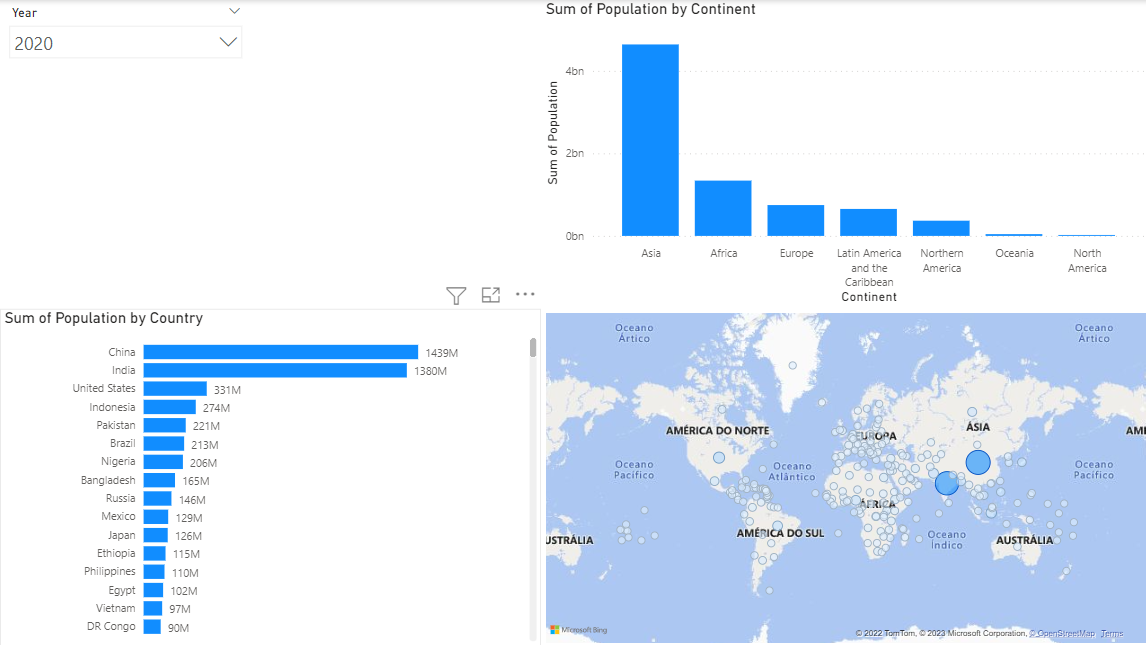 Year
2020
Sum of Population by Continent
Sum of Population
4bn
2bn
0bn
Asia
Africa
Europe
Latin America
and the
Caribbean
Northern
America
Oceania
North
America
Continent
Sum of Population by Country
China 1439M
India 1380M
United States 331M
Indonesia 274M
Pakistan 221M
Brazil 213M
Nigeria 206M
Bangladesh 165M
Russia 146M
Mexico 129M
Japan 126M
Ethiopia 115M
Philippines 110M
Egypt 102M
Vietnam 97M
DR Congo 90M
Oceano
Ártico
Oceano
Ártico
AMÉRICA DO NORTE
EUROPA
ÁSIA
AM
Oceano
Pacífico
Oceano
Atlântico
Oceano
Pacífico
ÁFRICA
AMÉRICA DO SUL
Oceano
Índico
USTRÁLIA
AUSTRÁLIA
Microsoft Bing
© 2022 TomTom, © 2023 Microsoft Corporation, © OpenStreetMap Terms